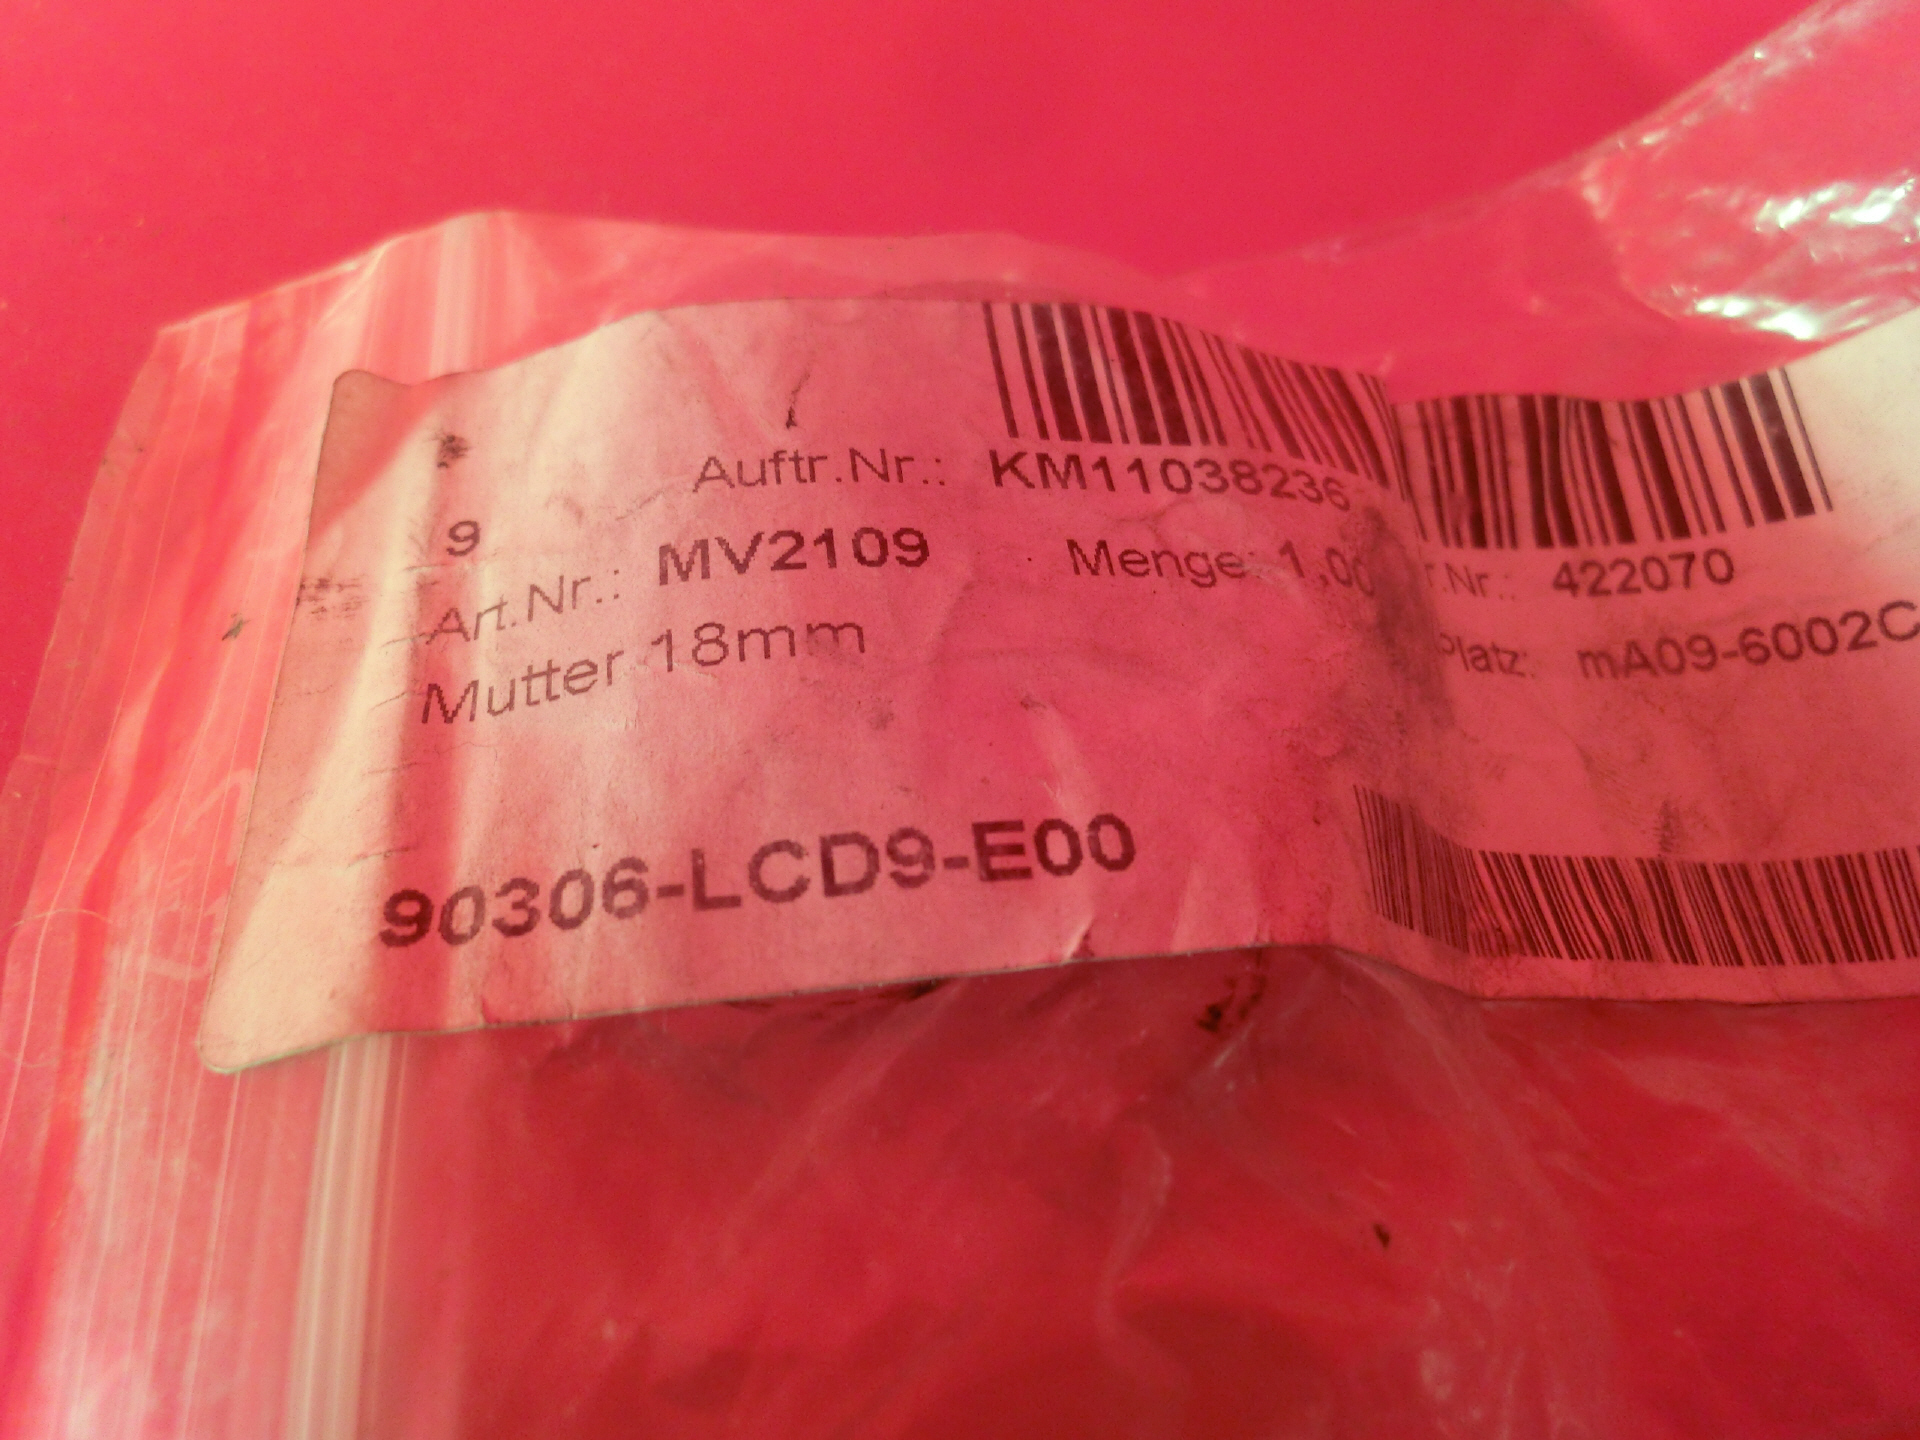 Auftr.Nr.: KM11038236
9
Art.Nr.: MV2109 Menge: 1,00 r.Nr.: 422070
Mutter 18mm Platz: mA09-6002C
90306-LCD9-E00